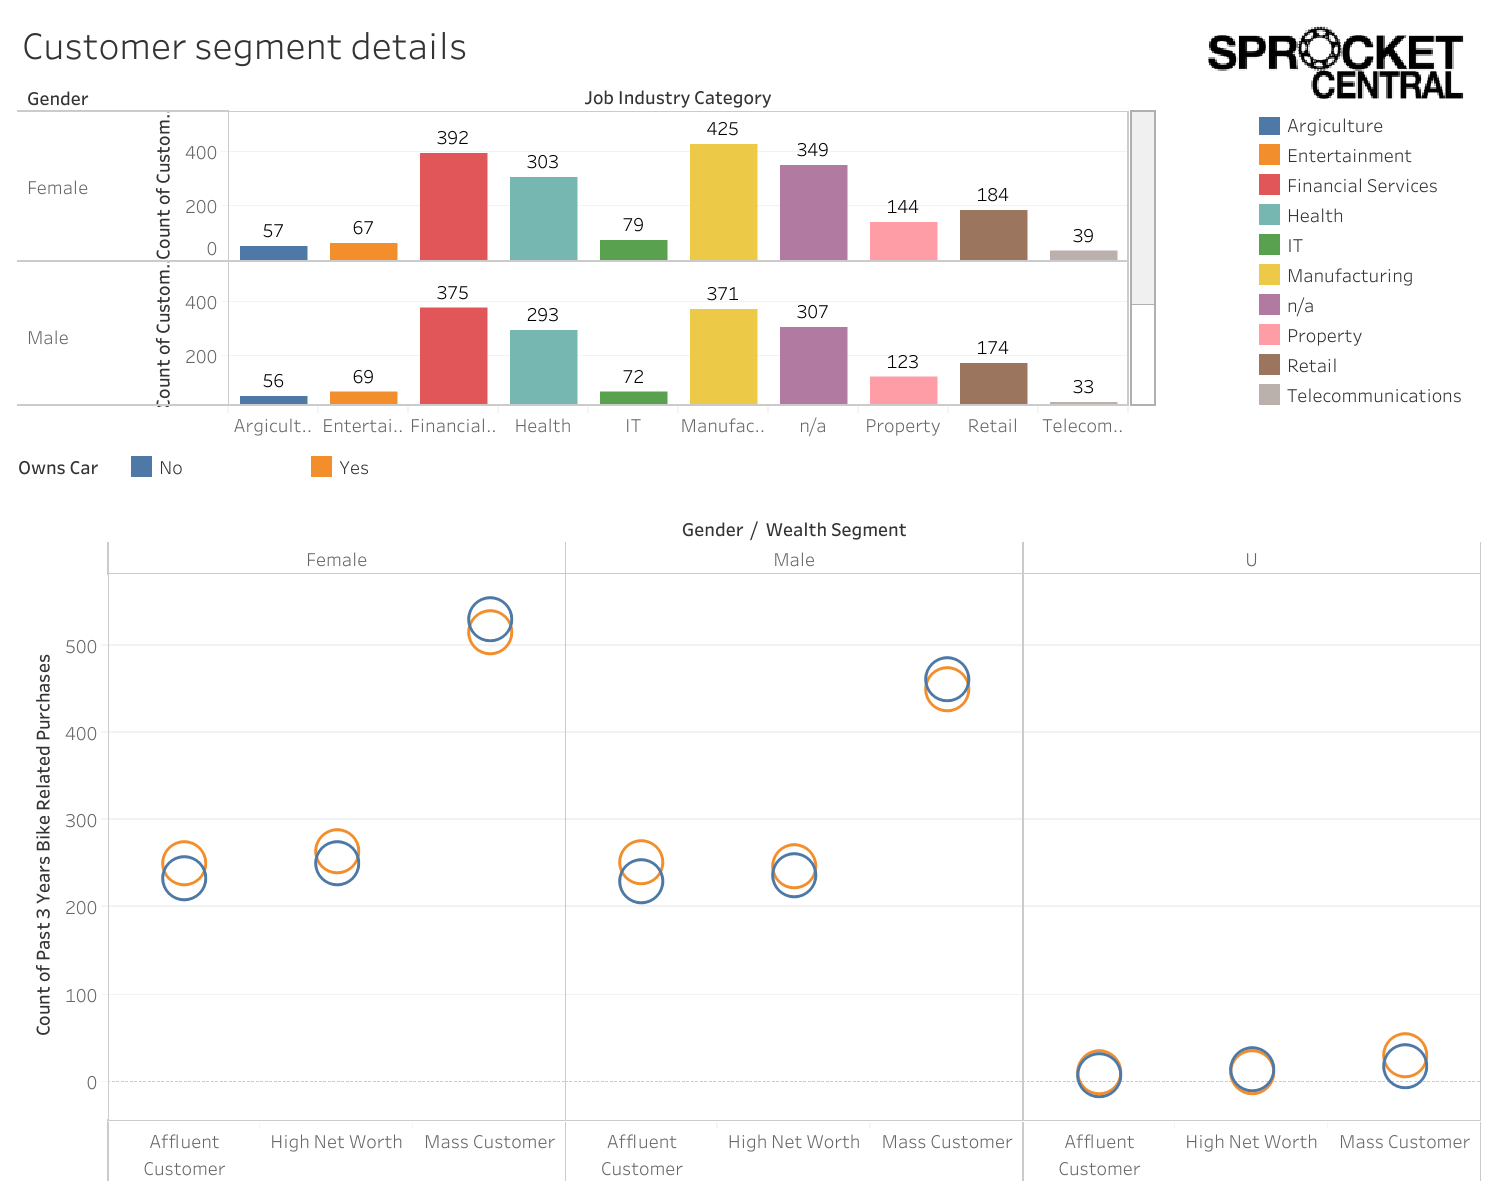 Customer segment details
SPROCKET
CENTRAL
Gender
Job Industry Category
Female
Count of Custom..
400
200
0
57
67
392
303
79
425
349
144
184
39
Male
Count of Custom..
400
200
56
69
375
293
72
371
307
123
174
33
Argicult..
Entertai..
Financial..
Health
IT
Manufac..
n/a
Property
Retail
Telecom..
Argiculture
Entertainment
Financial Services
Health
IT
Manufacturing
n/a
Property
Retail
Telecommunications
Owns Car
No
Yes
Gender / Wealth Segment
Female
Male
U
Count of Past 3 Years Bike Related Purchases
500
400
300
200
100
0
Affluent
Customer
High Net Worth
Mass Customer
Affluent
Customer
High Net Worth
Mass Customer
Affluent
Customer
High Net Worth
Mass Customer